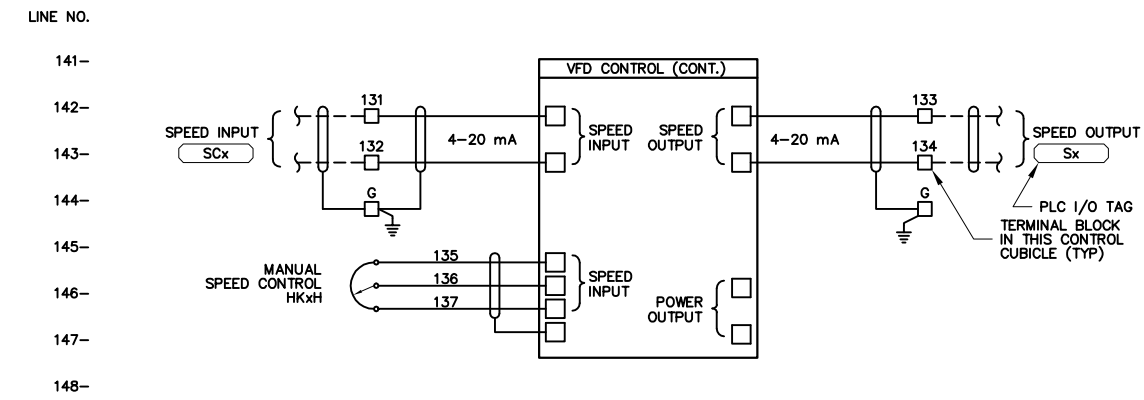 LINE NO.
141-
VFD CONTROL (CONT.)
142-
131
133
SPEED INPUT
SCx
4-20 mA
SPEED
INPUT
SPEED
OUTPUT
4-20 mA
SPEED OUTPUT
Sx
143-
132
134
144-
G
G
PLC I/O TAG
TERMINAL BLOCK
IN THIS CONTROL
CUBICLE (TYP)
145-
135
MANUAL
SPEED CONTROL
HKxH
136
SPEED
INPUT
146-
137
POWER
OUTPUT
147-
148-